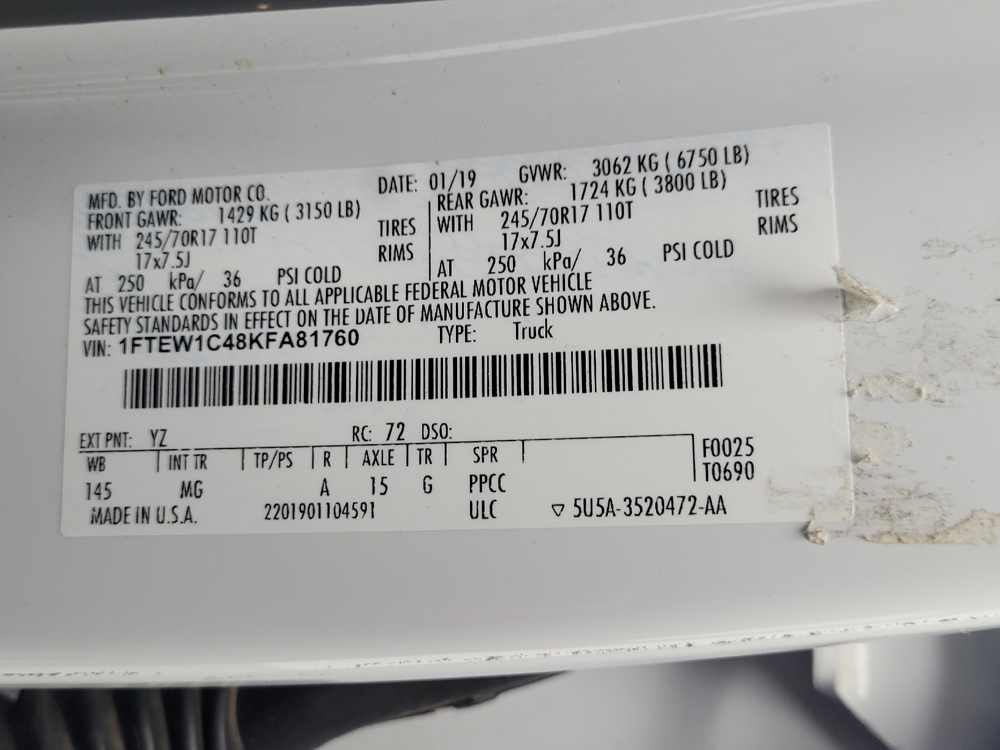 MFD. BY FORD MOTOR CO. DATE: 01/19 GVWR: 3062 KG ( 6750 LB)
FRONT GAWR: 1429 KG ( 3150 LB) REAR GAWR: 1724 KG ( 3800 LB)
WITH 245/70R17 110T TIRES WITH 245/70R17 110T TIRES
17x7.5J RIMS 17x7.5J RIMS
AT 250 kPa/ 36 PSI COLD AT 250 kPa/ 36 PSI COLD
THIS VEHICLE CONFORMS TO ALL APPLICABLE FEDERAL MOTOR VEHICLE
SAFETY STANDARDS IN EFFECT ON THE DATE OF MANUFACTURE SHOWN ABOVE.
VIN: 1FTEW1C48KFA81760 TYPE: Truck
EXT PNT: YZ RC: 72 DSO:
WB INT TR TP/PS R AXLE TR SPR F0025
145 MG A 15 G PPCC T0690
MADE IN U.S.A. 2201901104591 ULC ▽ 5U5A-3520472-AA